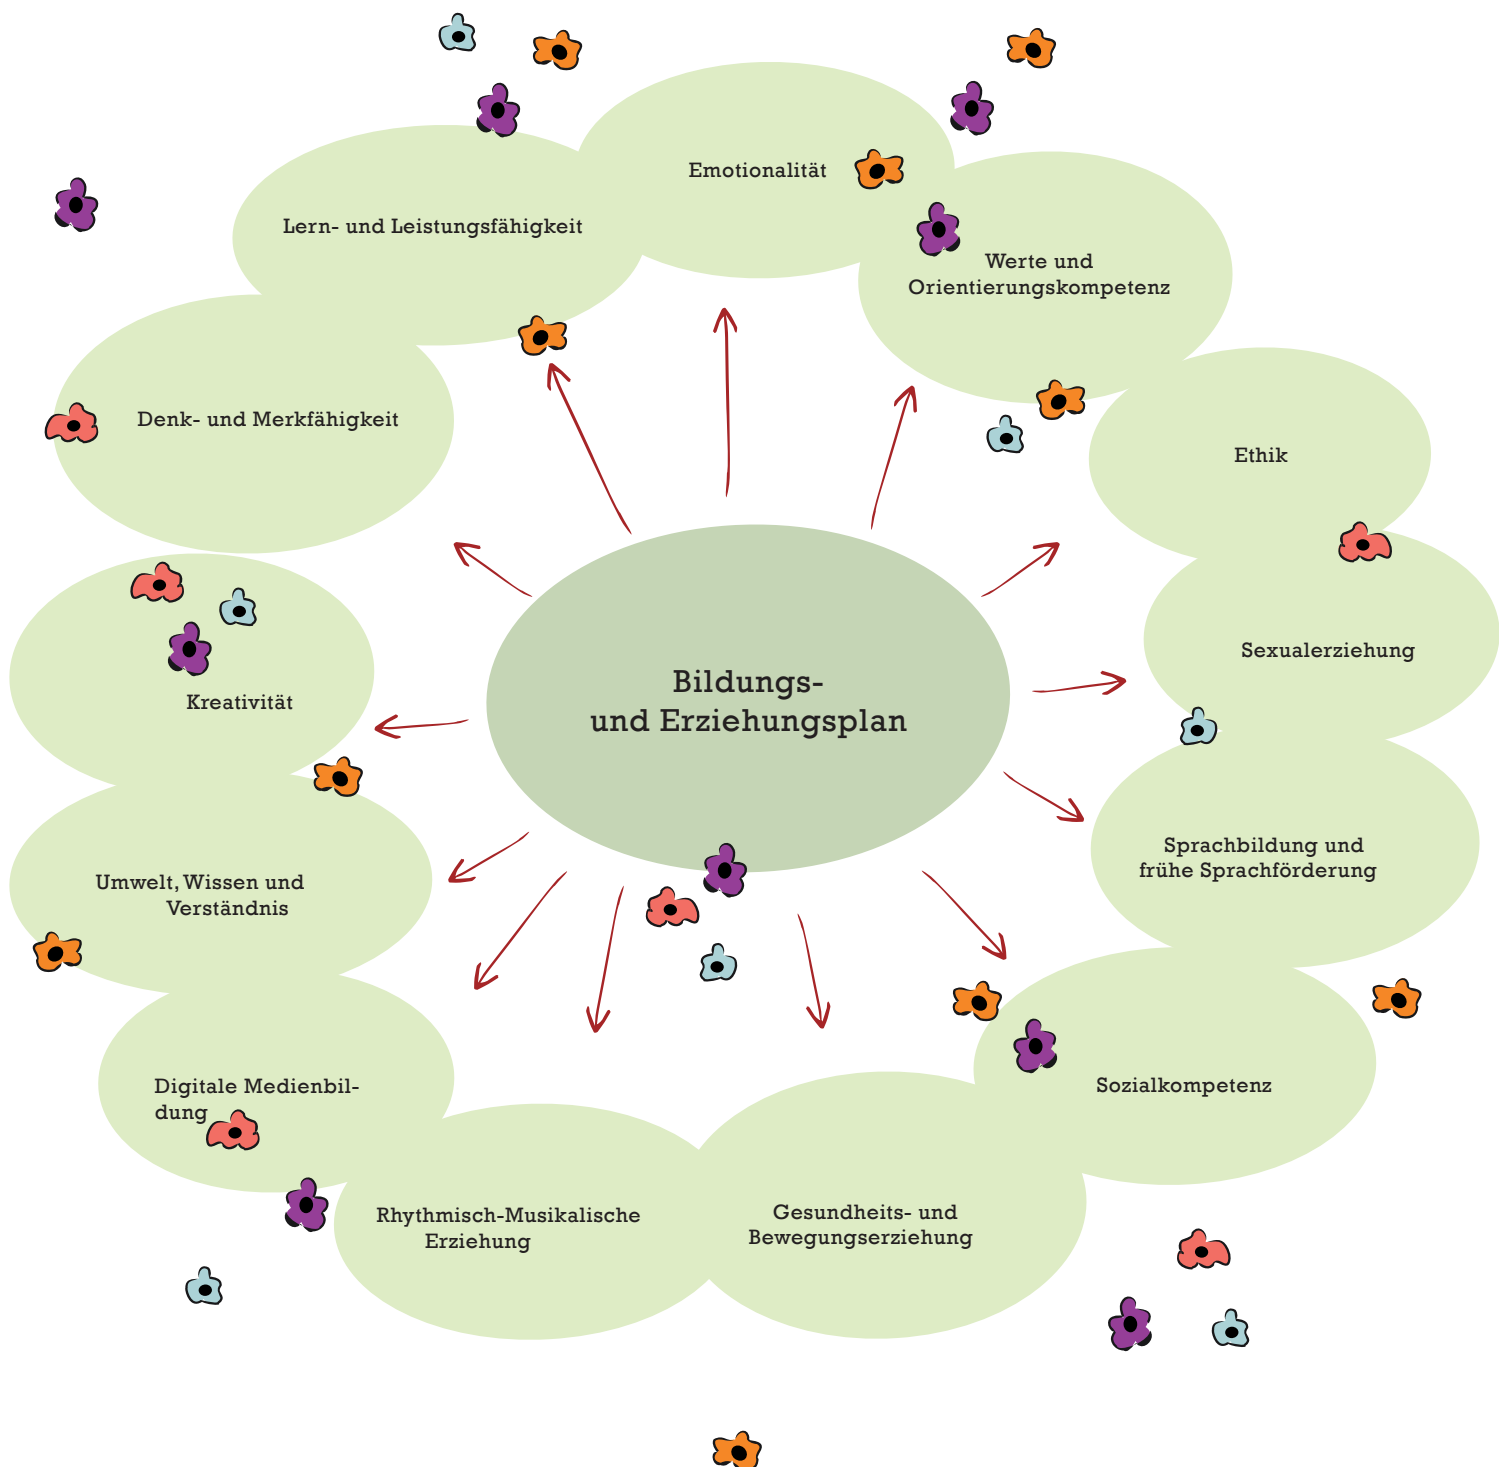 Emotionalität
Lern- und Leistungsfähigkeit
Werte und
Orientierungskompetenz
Denk- und Merkfähigkeit
Ethik
Sexualerziehung
Bildungs-
und Erziehungsplan
Kreativität
Sprachbildung und
frühe Sprachförderung
Umwelt, Wissen und
Verständnis
Digitale Medienbil-
dung
Sozialkompetenz
Rhythmisch-Musikalische
Erziehung
Gesundheits- und
Bewegungserziehung